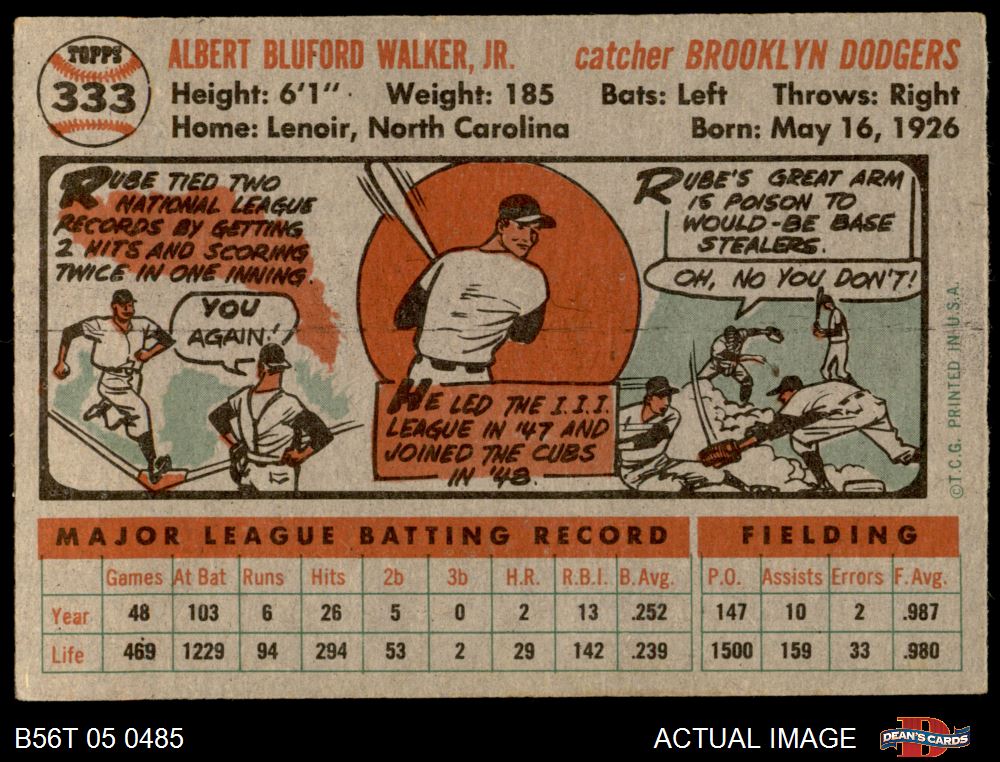 TOPPS
333
ALBERT BLUFORD WALKER, JR. catcher BROOKLYN DODGERS
Height: 6'1" Weight: 185 Bats: Left Throws: Right
Home: Lenoir, North Carolina Born: May 16, 1926
RUBE TIED TWO
NATIONAL LEAGUE
RECORDS BY GETTING
2 HITS AND SCORING
TWICE IN ONE INNING.
YOU
AGAIN!
HE LED THE I.I.I.
LEAGUE IN '47 AND
JOINED THE CUBS
IN '48.
RUBE'S GREAT ARM
IS POISON TO
WOULD-BE BASE
STEALERS.
OH, NO YOU DON'T!
©T.C.G. PRINTED IN U.S.A.
MAJOR LEAGUE BATTING RECORD FIELDING
Games At Bat Runs Hits 2b 3b H.R. R.B.I. B.Avg. P.O. Assists Errors F.Avg.
Year 48 103 6 26 5 0 2 13 .252 147 10 2 .987
Life 469 1229 94 294 53 2 29 142 .239 1500 159 33 .980
B56T 05 0485 ACTUAL IMAGE D DEAN'S CARDS